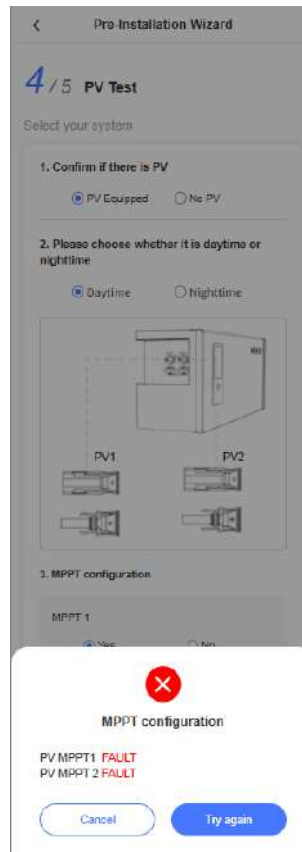 Pre-Installation Wizard
4/5 PV Test
Select your system
1. Confirm if there is PV
PV Equipped No PV
2. Please choose whether it is daytime or
nighttime
Daytime Nighttime
PV1 PV2
3. MPPT configuration
MPPT 1
Yes No
MPPT configuration
PV MPPT1 FAULT
PV MPPT 2 FAULT
Cancel Try again